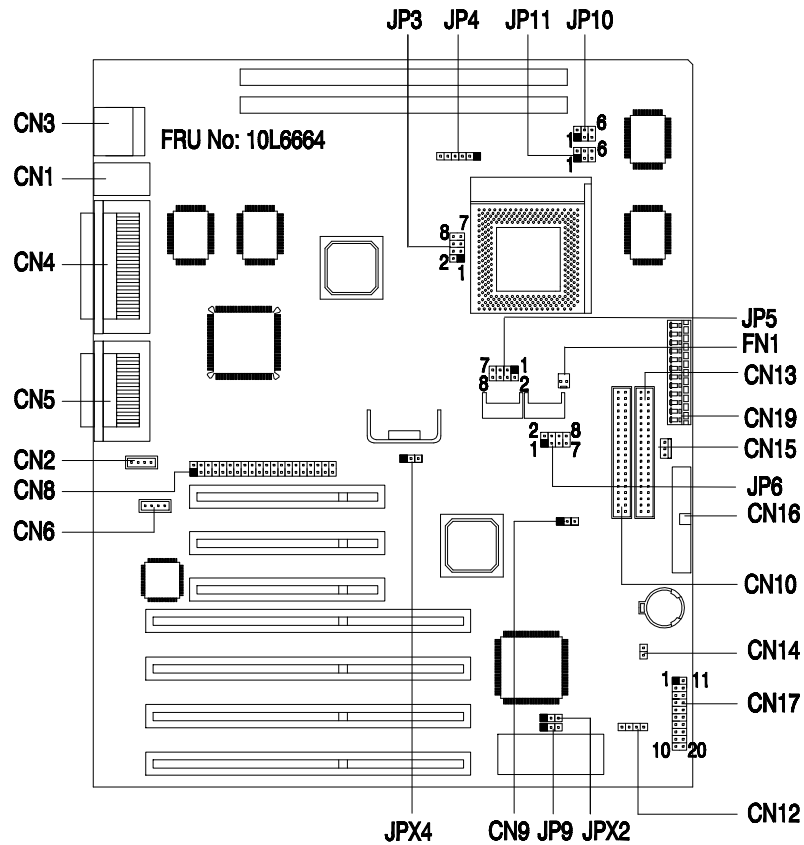 JP3 JP4 JP11 JP10
CN3
FRU No: 10L6664
6
1
6
1
CN1
8 7
2 1
CN4
JP5
FN1
7 1
8 2
CN13
CN5
CN19
2 8
1 7
CN15
CN2
CN8
JP6
CN6
CN16
CN10
CN14
1 11
CN17
10 20
CN12
JPX4 CN9 JP9 JPX2